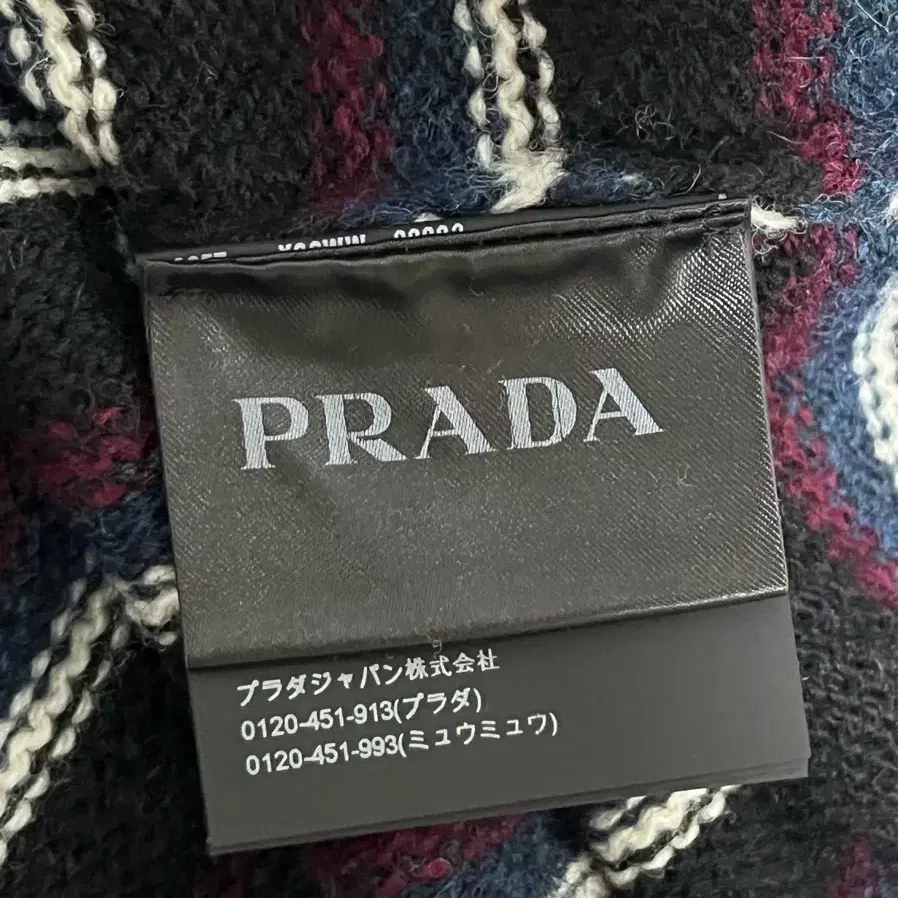 PRADA
プラダジャパン株式会社
0120-451-913(プラダ)
0120-451-993(ミュウミュウ)